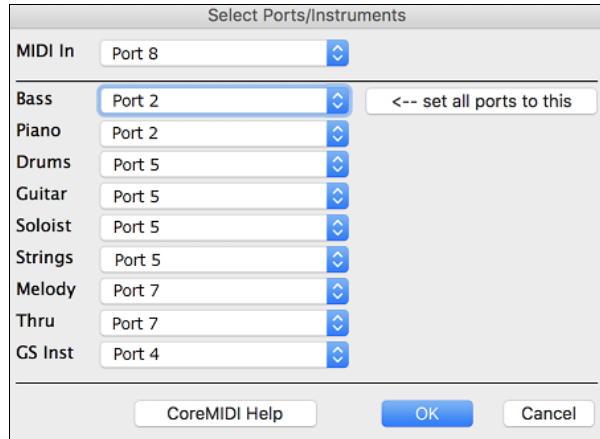 Select Ports/Instruments
MIDI In Port 8
Bass Port 2 <-- set all ports to this
Piano Port 2
Drums Port 5
Guitar Port 5
Soloist Port 5
Strings Port 5
Melody Port 7
Thru Port 7
GS Inst Port 4
CoreMIDI Help OK Cancel